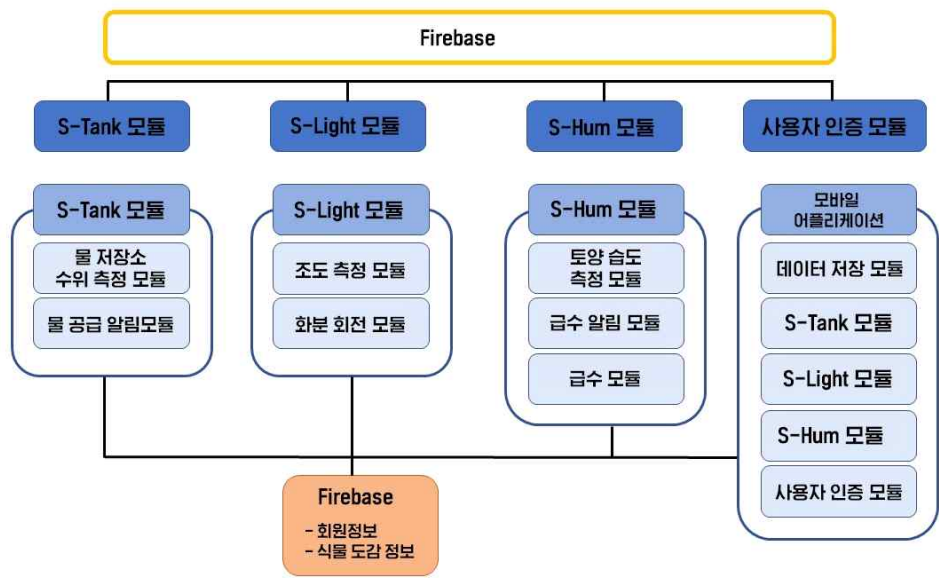 Firebase
S-Tank 모듈
S-Light 모듈
S-Hum 모듈
사용자 인증 모듈
S-Tank 모듈
물 저장소
수위 측정 모듈
물 공급 알림모듈
S-Light 모듈
조도 측정 모듈
화분 회전 모듈
S-Hum 모듈
토양 습도
측정 모듈
급수 알림 모듈
급수 모듈
모바일
어플리케이션
데이터 저장 모듈
S-Tank 모듈
S-Light 모듈
S-Hum 모듈
사용자 인증 모듈
Firebase
- 회원정보
- 식물 도감 정보